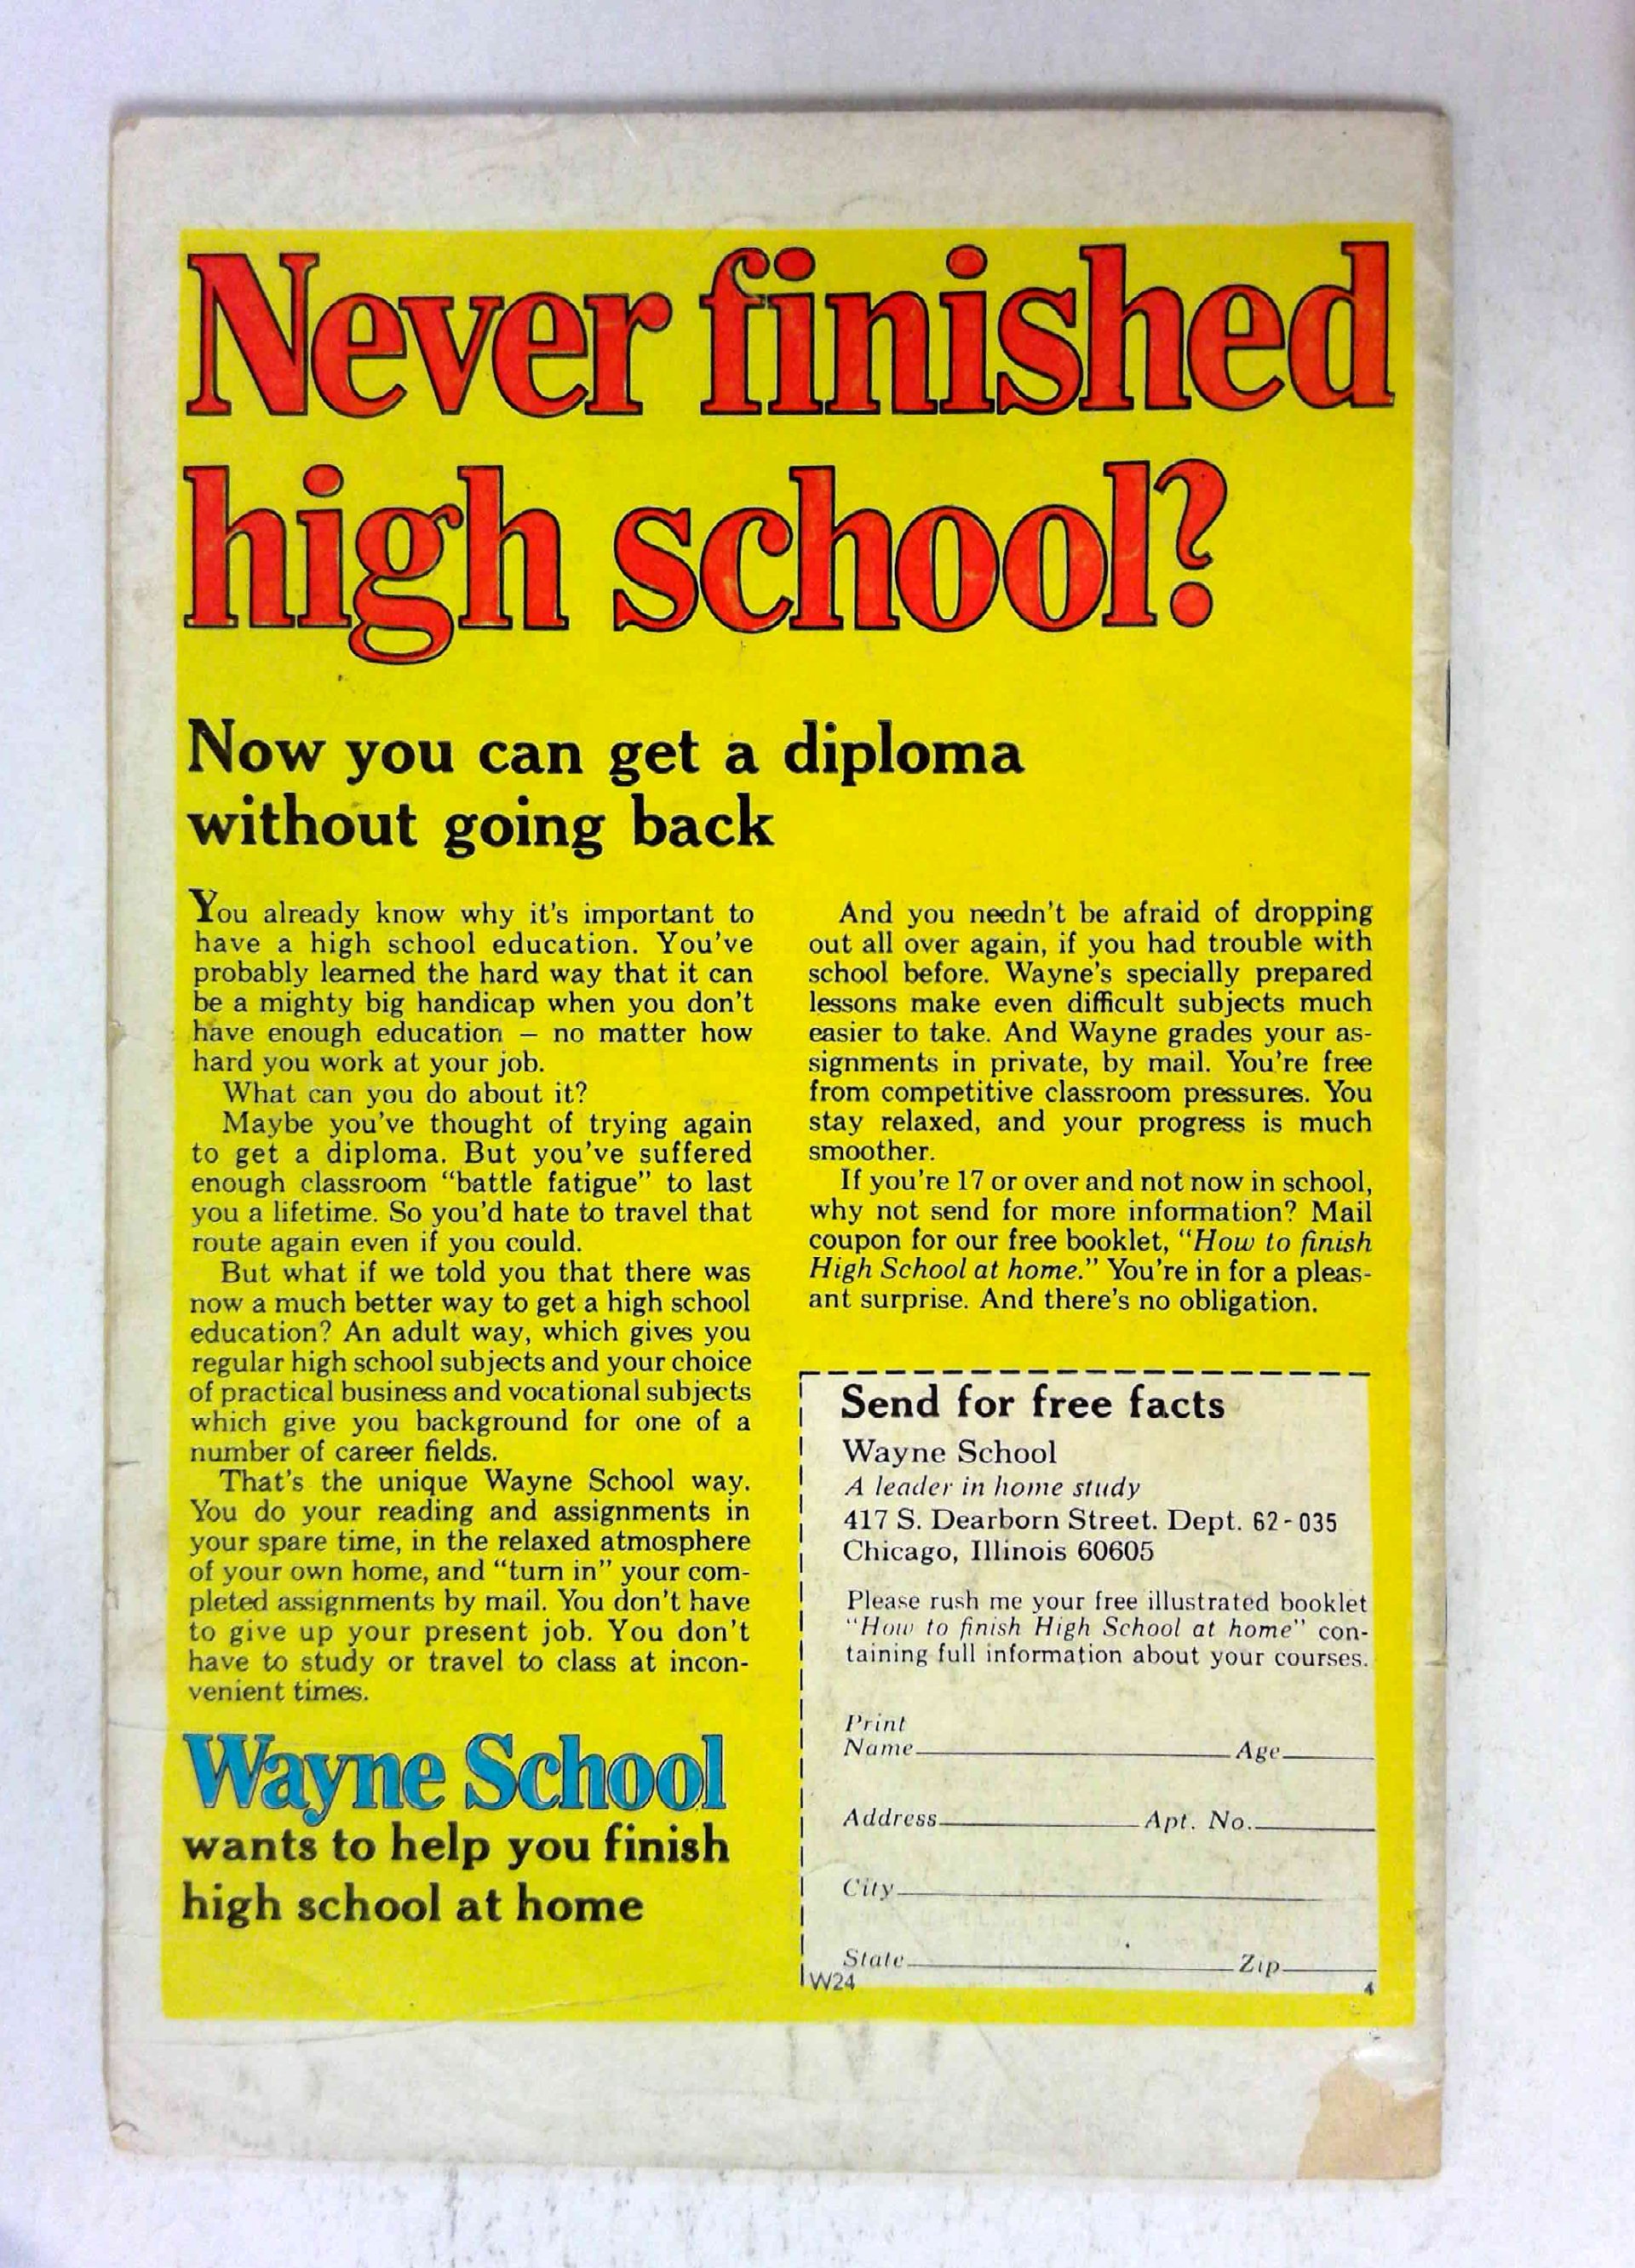 Never finished
high school?
Now you can get a diploma
without going back
You already know why it's important to
have a high school education. You've
probably learned the hard way that it can
be a mighty big handicap when you don't
have enough education — no matter how
hard you work at your job.
What can you do about it?
Maybe you've thought of trying again
to get a diploma. But you've suffered
enough classroom "battle fatigue" to last
you a lifetime. So you'd hate to travel that
route again even if you could.
But what if we told you that there was
now a much better way to get a high school
education? An adult way, which gives you
regular high school subjects and your choice
of practical business and vocational subjects
which give you background for one of a
number of career fields.
That's the unique Wayne School way.
You do your reading and assignments in
your spare time, in the relaxed atmosphere
of your own home, and "turn in" your com-
pleted assignments by mail. You don't have
to give up your present job. You don't
have to study or travel to class at incon-
venient times.
Wayne School
wants to help you finish
high school at home
And you needn't be afraid of dropping
out all over again, if you had trouble with
school before. Wayne's specially prepared
lessons make even difficult subjects much
easier to take. And Wayne grades your as-
signments in private, by mail. You're free
from competitive classroom pressures. You
stay relaxed, and your progress is much
smoother.
If you're 17 or over and not now in school,
why not send for more information? Mail
coupon for our free booklet, "How to finish
High School at home." You're in for a pleas-
ant surprise. And there's no obligation.
Send for free facts
Wayne School
A leader in home study
417 S. Dearborn Street. Dept. 62-035
Chicago, Illinois 60605
Please rush me your free illustrated booklet
"How to finish High School at home" con-
taining full information about your courses.
Print
Name Age
Address Apt. No.
City
State Zip
W24 4